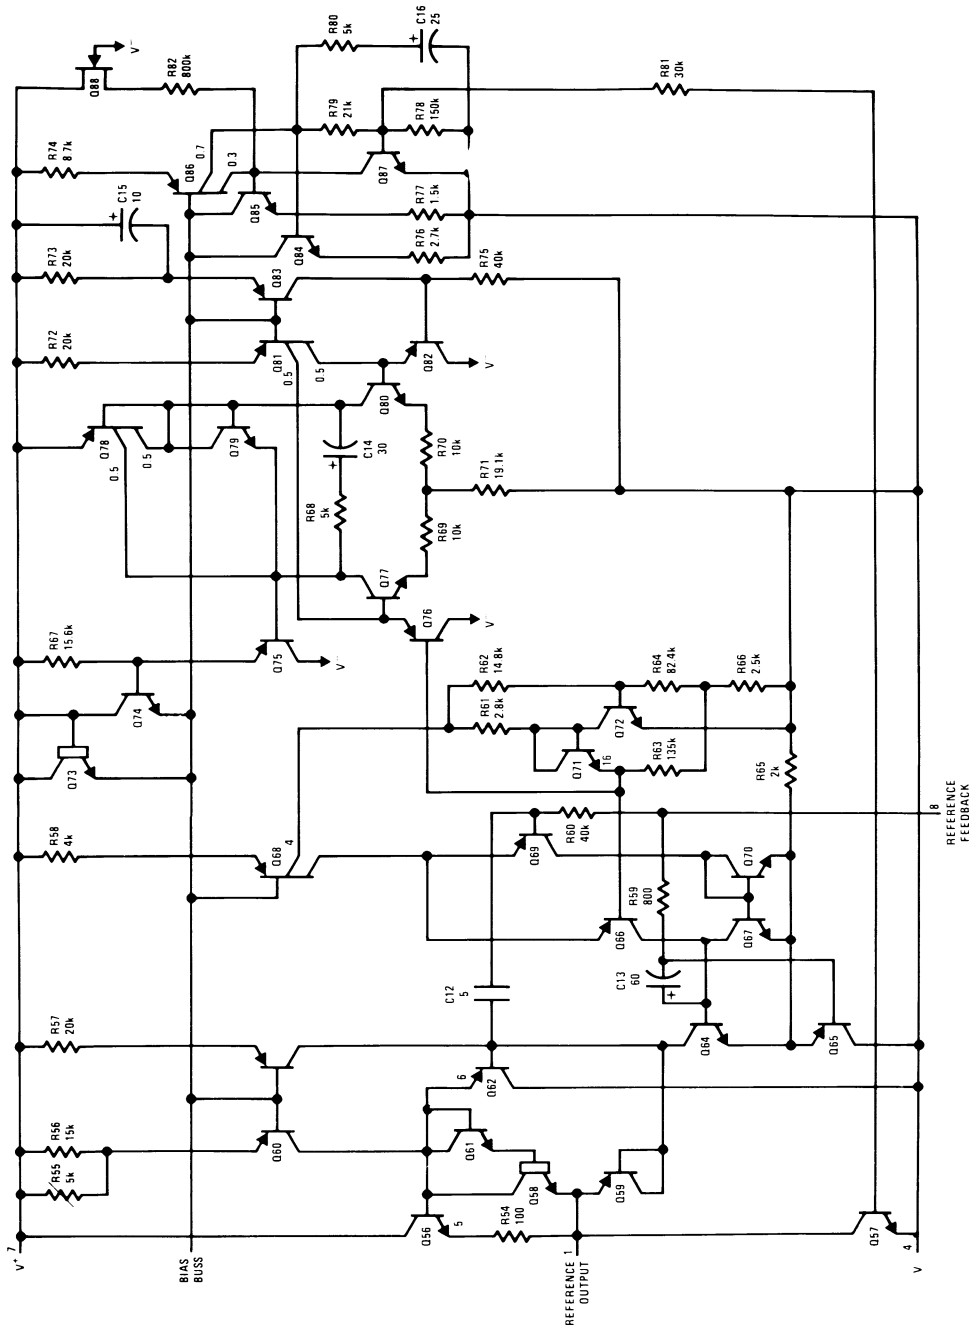 V+ 7
R55
5k
R56
15k
R57
20k
R58
4k
R67
15.6k
R72
20k
R73
20k
R74
8.7k
C15
10
Q88
V-
R82
800k
Q73
Q74
Q78
0.5
0.5
Q86
0.7
0.3
BIAS
BUSS
Q60
Q68
4
Q75
V-
Q79
Q81
0.5
0.5
Q83
Q84
Q85
R80
5k
R79
21k
C16
25
R78
150k
Q87
R68
5k
C14
30
Q80
Q82
V-
R76
2.7k
R77
1.5k
Q56
5
Q61
6
Q62
C12
5
Q69
Q77
Q76
V-
R69
10k
R70
10k
R71
19.1k
R75
40k
R54
100
Q58
Q59
R60
40k
R61
2.8k
R62
14.8k
REFERENCE
OUTPUT
1
Q66
Q71
16
Q72
R59
800
C13
60
R63
135k
R64
82.4k
R81
30k
Q64
Q67
Q70
R66
2.5k
R65
2k
Q65
Q57
V
4
8
REFERENCE
FEEDBACK